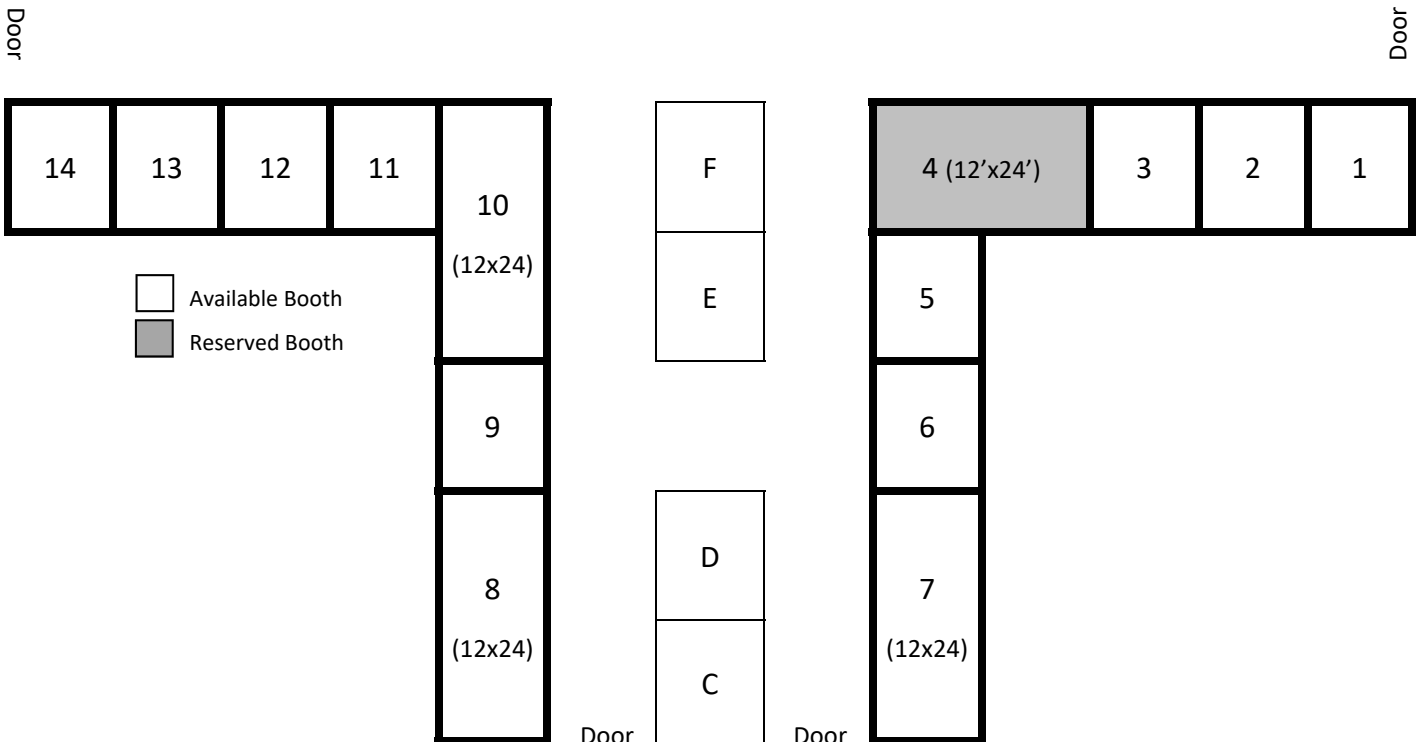 Door
Door
14
13
12
11
10
(12x24)
F
4 (12’x24’)
3
2
1
Available Booth
Reserved Booth
E
5
9
6
8
(12x24)
D
7
(12x24)
C
Door
Door